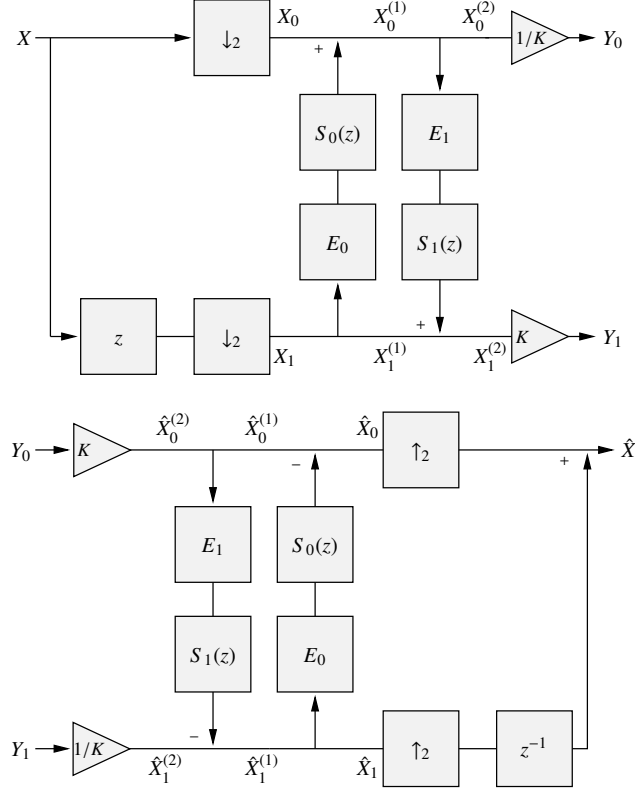 X ↓2 X₀ X₀⁽¹⁾ X₀⁽²⁾ 1/K Y₀
+
S₀(z) E₁
E₀ S₁(z)
+
z ↓2 X₁ X₁⁽¹⁾ X₁⁽²⁾ K Y₁
Y₀ K X̂₀⁽²⁾ X̂₀⁽¹⁾ X̂₀ ↑2 X̂
− +
E₁ S₀(z)
S₁(z) E₀
−
Y₁ 1/K X̂₁⁽²⁾ X̂₁⁽¹⁾ X̂₁ ↑2 z⁻¹